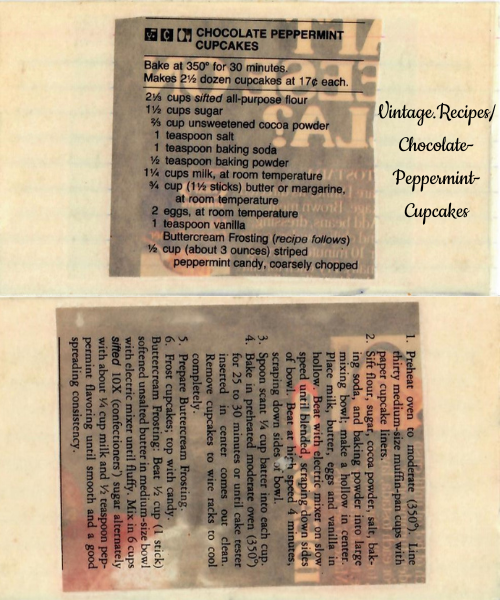 CHOCOLATE PEPPERMINT
CUPCAKES
Bake at 350° for 30 minutes.
Makes 2½ dozen cupcakes at 17¢ each.
2⅓ cups sifted all-purpose flour
1½ cups sugar
⅔ cup unsweetened cocoa powder
1 teaspoon salt
1 teaspoon baking soda
½ teaspoon baking powder
1¼ cups milk, at room temperature
¾ cup (1½ sticks) butter or margarine,
at room temperature
2 eggs, at room temperature
1 teaspoon vanilla
Buttercream Frosting (recipe follows)
½ cup (about 3 ounces) striped
peppermint candy, coarsely chopped
Vintage.Recipes/
Chocolate-
Peppermint-
Cupcakes
1. Preheat oven to moderate (350°). Line
thirty medium-size muffin-pan cups with
paper cupcake liners.
2. Sift flour, sugar, cocoa powder, salt, bak-
ing soda, and baking powder into large
mixing bowl; make a hollow in center.
Place milk, butter, eggs and vanilla in
hollow. Beat with electric mixer on slow
speed until blended, scraping down sides
of bowl. Beat at high speed 4 minutes,
scraping down sides of bowl.
3. Spoon scant ¼ cup batter into each cup.
4. Bake in preheated moderate oven (350°)
for 25 to 30 minutes or until cake tester
inserted in center comes out clean.
Remove cupcakes to wire racks to cool
completely.
5. Prepare Buttercream Frosting.
6. Frost cupcakes; top with candy.
Buttercream Frosting: Beat ½ cup (1 stick)
softened unsalted butter in medium-size bowl
with electric mixer until fluffy. Mix in 6 cups
sifted 10X (confectioners') sugar alternately
with about ¼ cup milk and ½ teaspoon pep-
permint flavoring until smooth and a good
spreading consistency.